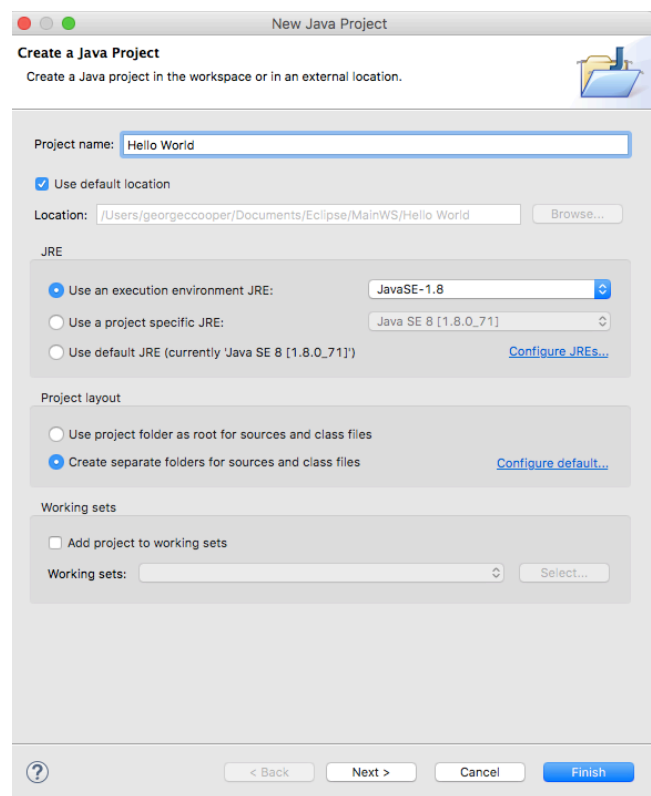 New Java Project
Create a Java Project
Create a Java project in the workspace or in an external location.
Project name: Hello World
Use default location
Location: /Users/georgeccooper/Documents/Eclipse/MainWS/Hello World Browse...
JRE
Use an execution environment JRE: JavaSE-1.8
Use a project specific JRE: Java SE 8 [1.8.0_71]
Use default JRE (currently 'Java SE 8 [1.8.0_71]') Configure JREs...
Project layout
Use project folder as root for sources and class files
Create separate folders for sources and class files Configure default...
Working sets
Add project to working sets
Working sets: Select...
? < Back Next > Cancel Finish